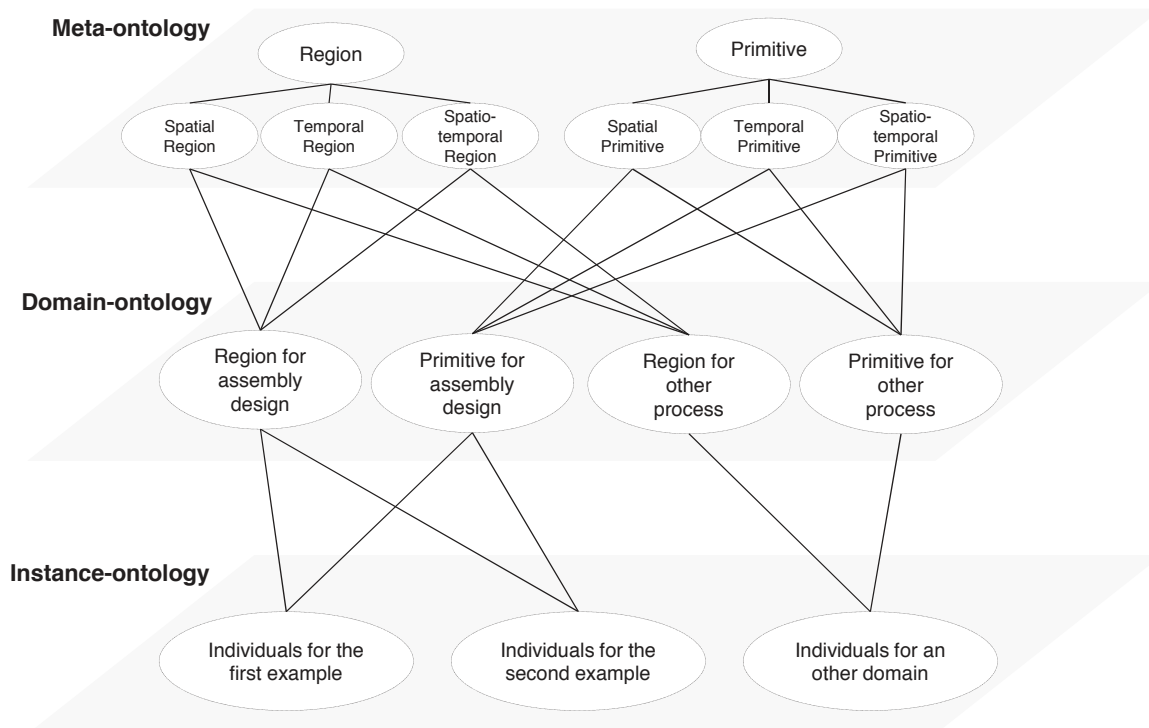 Meta-ontology
Region
Primitive
Spatial
Region
Temporal
Region
Spatio-
temporal
Region
Spatial
Primitive
Temporal
Primitive
Spatio-
temporal
Primitive
Domain-ontology
Region for
assembly
design
Primitive for
assembly
design
Region for
other
process
Primitive for
other
process
Instance-ontology
Individuals for the
first example
Individuals for the
second example
Individuals for an
other domain